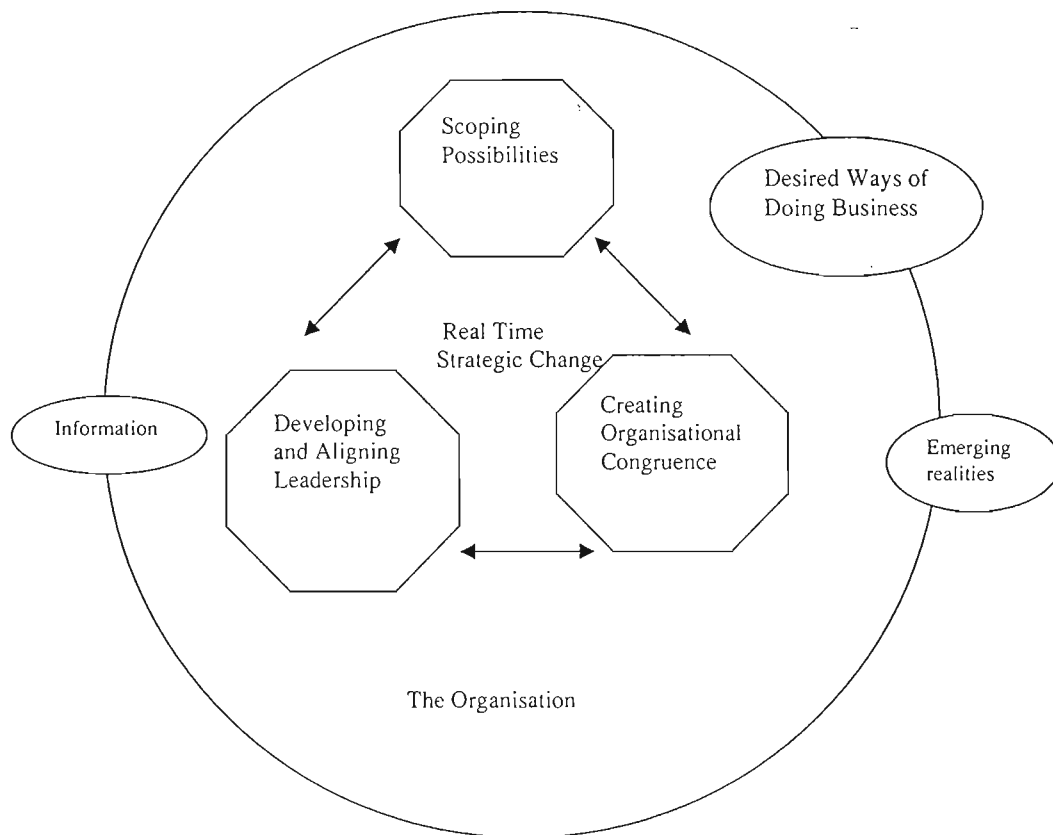 Scoping
Possibilities
Desired Ways of
Doing Business
Real Time
Strategic Change
Information
Developing
and Aligning
Leadership
Creating
Organisational
Congruence
Emerging
realities
The Organisation